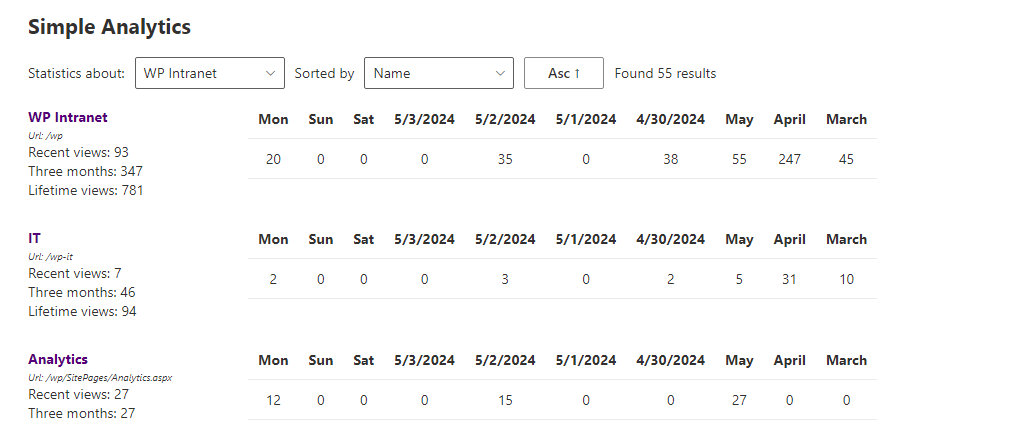 Simple Analytics
Statistics about: WP Intranet Sorted by Name Asc ↑ Found 55 results
WP Intranet
Url: /wp
Recent views: 93
Three months: 347
Lifetime views: 781
Mon Sun Sat 5/3/2024 5/2/2024 5/1/2024 4/30/2024 May April March
20 0 0 0 35 0 38 55 247 45
IT
Url: /wp-it
Recent views: 7
Three months: 46
Lifetime views: 94
Mon Sun Sat 5/3/2024 5/2/2024 5/1/2024 4/30/2024 May April March
2 0 0 0 3 0 2 5 31 10
Analytics
Url: /wp/SitePages/Analytics.aspx
Recent views: 27
Three months: 27
Mon Sun Sat 5/3/2024 5/2/2024 5/1/2024 4/30/2024 May April March
12 0 0 0 15 0 0 27 0 0